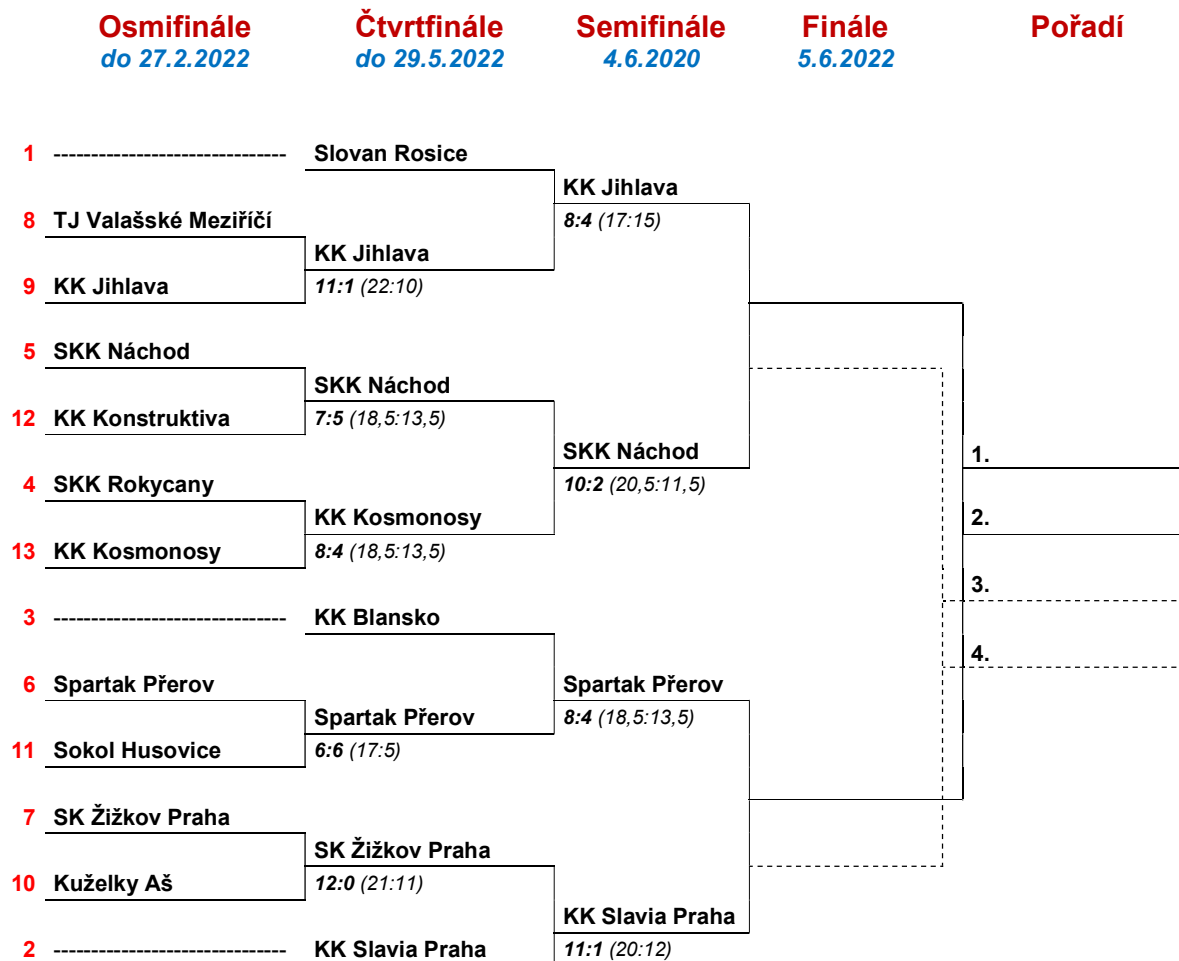 Osmifinále Čtvrtfinále Semifinále Finále Pořadí
do 27.2.2022 do 29.5.2022 4.6.2020 5.6.2022
1 ------------------------------- Slovan Rosice
KK Jihlava
8 TJ Valašské Meziříčí 8:4 (17:15)
KK Jihlava
9 KK Jihlava 11:1 (22:10)
5 SKK Náchod
SKK Náchod
12 KK Konstruktiva 7:5 (18,5:13,5)
SKK Náchod 1.
4 SKK Rokycany 10:2 (20,5:11,5)
KK Kosmonosy 2.
13 KK Kosmonosy 8:4 (18,5:13,5)
3.
3 ------------------------------- KK Blansko
4.
6 Spartak Přerov Spartak Přerov
Spartak Přerov 8:4 (18,5:13,5)
11 Sokol Husovice 6:6 (17:5)
7 SK Žižkov Praha
SK Žižkov Praha
10 Kuželky Aš 12:0 (21:11)
KK Slavia Praha
2 ------------------------------- KK Slavia Praha 11:1 (20:12)